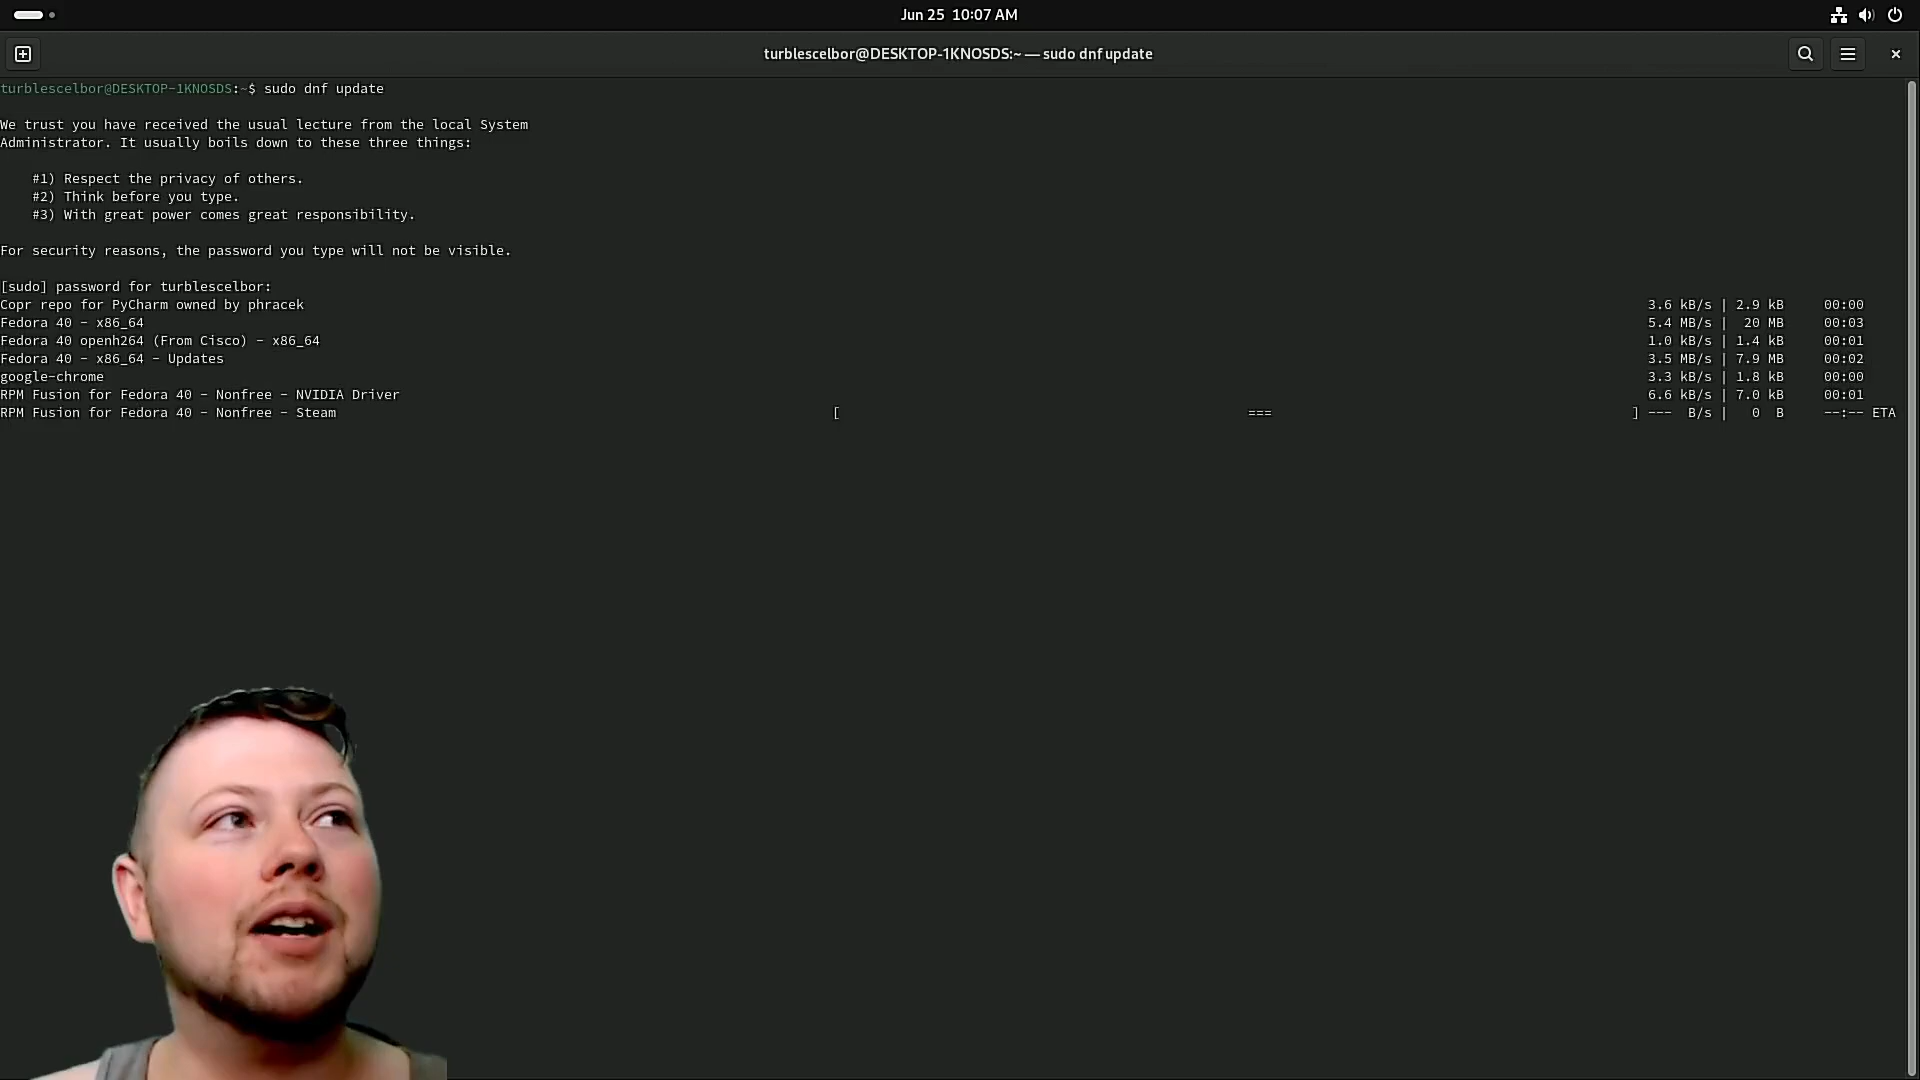 Jun 25 10:07 AM
turblescelbor@DESKTOP-1KNOSDS:~ — sudo dnf update
turblescelbor@DESKTOP-1KNOSDS:~$ sudo dnf update
We trust you have received the usual lecture from the local System
Administrator. It usually boils down to these three things:
#1) Respect the privacy of others.
#2) Think before you type.
#3) With great power comes great responsibility.
For security reasons, the password you type will not be visible.
[sudo] password for turblescelbor:
Copr repo for PyCharm owned by phracek 3.6 kB/s | 2.9 kB 00:00
Fedora 40 - x86_64 5.4 MB/s | 20 MB 00:03
Fedora 40 openh264 (From Cisco) - x86_64 1.0 kB/s | 1.4 kB 00:01
Fedora 40 - x86_64 - Updates 3.5 MB/s | 7.9 MB 00:02
google-chrome 3.3 kB/s | 1.8 kB 00:00
RPM Fusion for Fedora 40 - Nonfree - NVIDIA Driver 6.6 kB/s | 7.0 kB 00:01
RPM Fusion for Fedora 40 - Nonfree - Steam [ === ] --- B/s | 0 B --:-- ETA